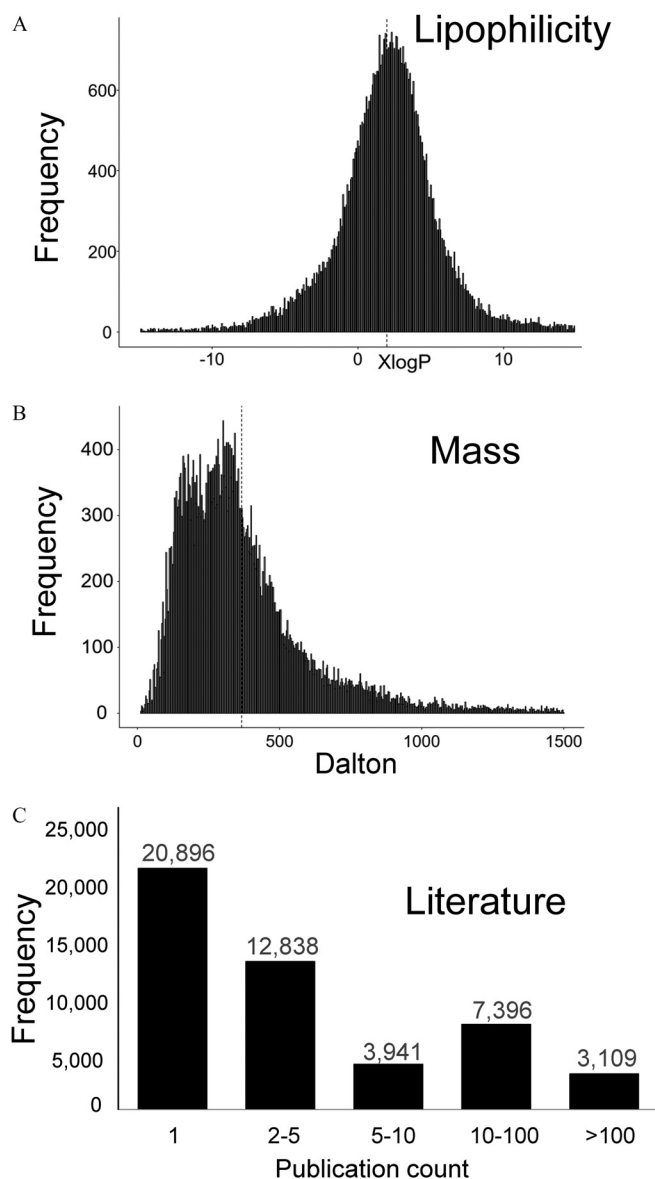 A
Lipophilicity
Frequency
600
400
200
0
-10
0
10
XlogP
B
Mass
Frequency
400
300
200
100
0
0
500
1000
1500
Dalton
C
Literature
Frequency
25,000
20,000
15,000
10,000
5,000
0
20,896
12,838
3,941
7,396
3,109
1
2-5
5-10
10-100
>100
Publication count